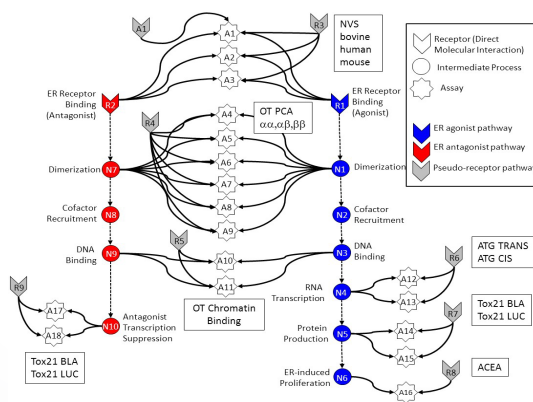 A1
A1
R3
NVS
bovine
human
mouse
A2
A3
ER Receptor
Binding
(Antagonist)
R2
R1
ER Receptor
Binding
(Agonist)
Receptor (Direct
Molecular Interaction)
Intermediate Process
Assay
ER agonist pathway
ER antagonist pathway
Pseudo-receptor pathway
R4
A4
OT PCA
αα,αβ,ββ
A5
A6
A7
A8
A9
Dimerization
N7
N1
Dimerization
Cofactor
Recruitment
N8
N2
Cofactor
Recruitment
DNA
Binding
N9
R5
A10
A11
N3
DNA
Binding
OT Chromatin
Binding
N4
RNA
Transcription
A12
A13
R6
ATG TRANS
ATG CIS
R9
A17
A18
N10
Antagonist
Transcription
Suppression
Tox21 BLA
Tox21 LUC
Protein
Production
N5
A14
A15
R7
Tox21 BLA
Tox21 LUC
ER-induced
Proliferation
N6
A16
R8
ACEA